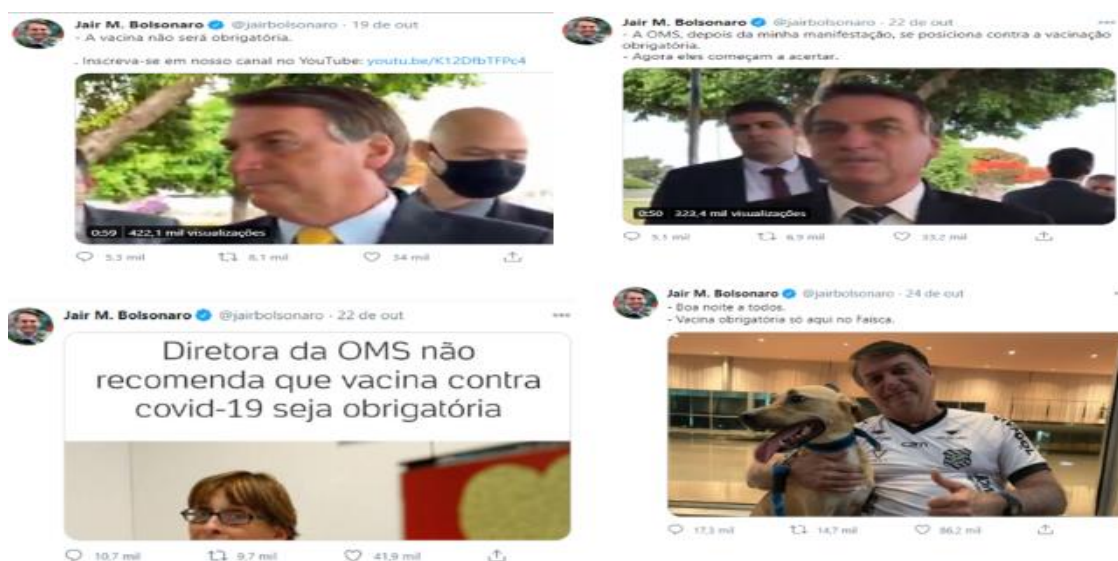 Jair M. Bolsonaro @jairbolsonaro · 19 de out
- A vacina não será obrigatória.
. Inscreva-se em nosso canal no YouTube: youtu.be/K12DfbTFPc4
0:59 422,1 mil visualizações
5,3 mil 8,1 mil 34 mil
Jair M. Bolsonaro @jairbolsonaro · 22 de out
- A OMS, depois da minha manifestação, se posiciona contra a vacinação
obrigatória.
- Agora eles começam a acertar.
0:50 323,4 mil visualizações
5,1 mil 6,9 mil 33,2 mil
Jair M. Bolsonaro @jairbolsonaro · 22 de out
Diretora da OMS não
recomenda que vacina contra
covid-19 seja obrigatória
10,7 mil 9,7 mil 41,9 mil
Jair M. Bolsonaro @jairbolsonaro · 24 de out
- Boa noite a todos.
- Vacina obrigatória só aqui no Faísca.
17,3 mil 14,7 mil 86,2 mil